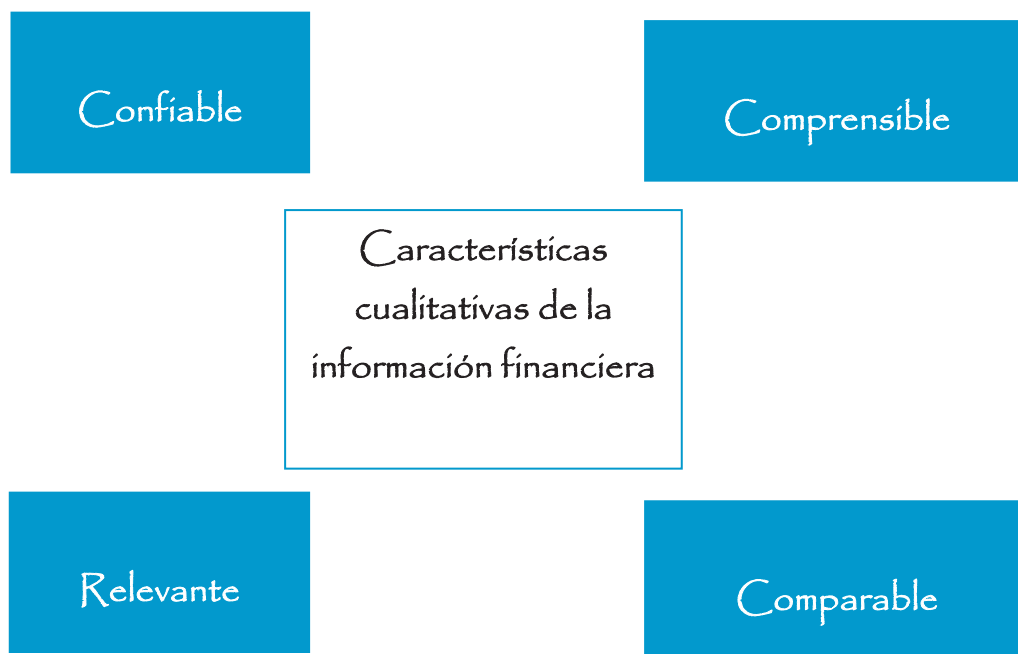 Confiable
Comprensible
Características
cualitativas de la
información financiera
Relevante
Comparable